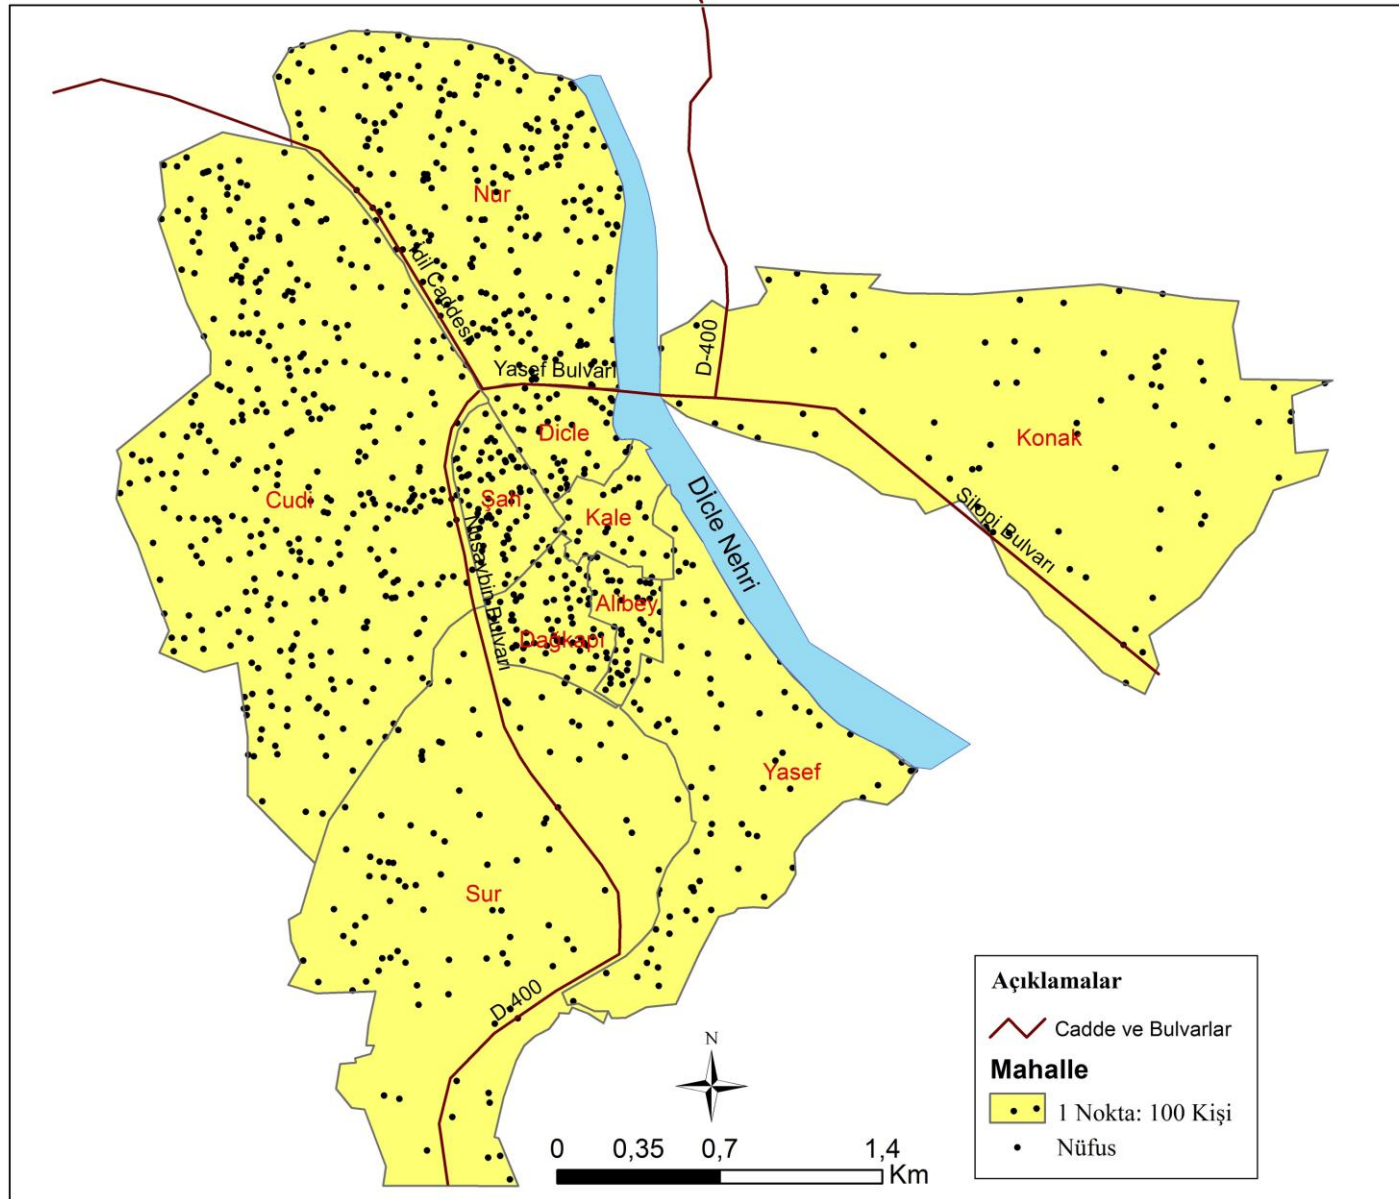 Nur
İdil Caddesi
D-400
Yasef Bulvarı
Dicle
Konak
Cudi
Şah
Kale
Dicle Nehri
Silopi Bulvarı
Nusaybin Bulvarı
Alibey
Dağkapı
Yasef
Sur
D-400
N
0 0,35 0,7 1,4
Km
Açıklamalar
Cadde ve Bulvarlar
Mahalle
1 Nokta: 100 Kişi
Nüfus